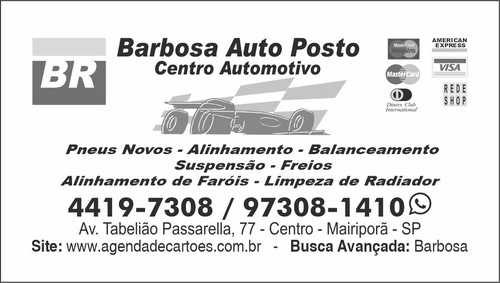 BR
Barbosa Auto Posto
Centro Automotivo
MasterCard
AMERICAN
EXPRESS
MasterCard
VISA
Diners Club
International
REDE
SHOP
Pneus Novos - Alinhamento - Balanceamento
Suspensão - Freios
Alinhamento de Faróis - Limpeza de Radiador
4419-7308 / 97308-1410
Av. Tabelião Passarella, 77 - Centro - Mairiporã - SP
Site: www.agendadecartoes.com.br - Busca Avançada: Barbosa